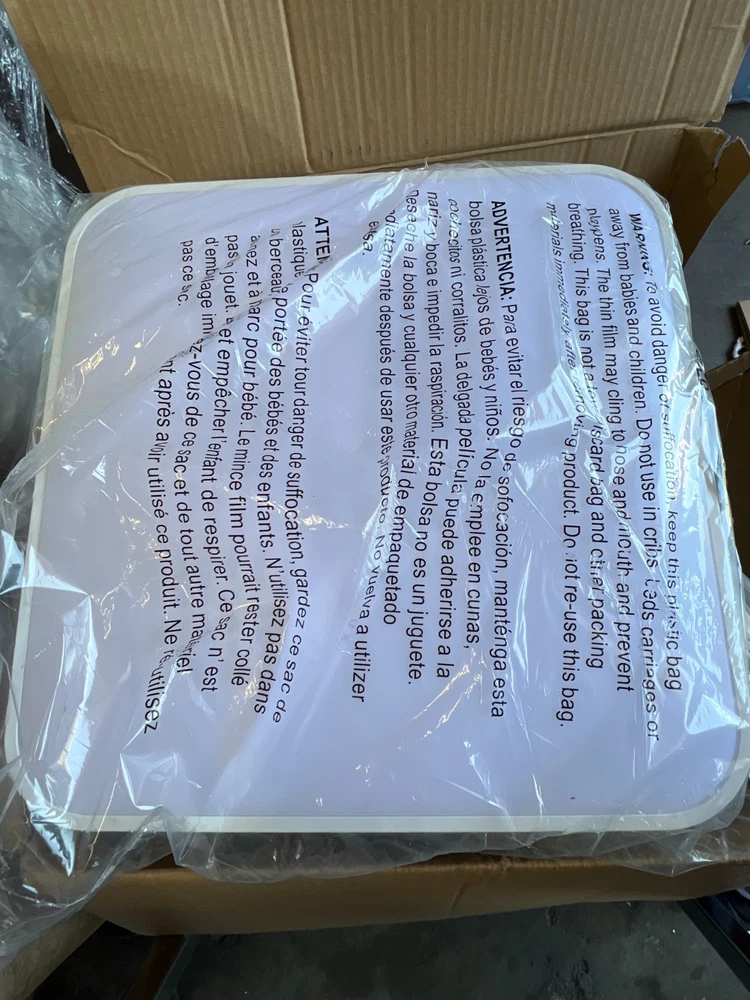 WARNING: To avoid danger of suffocation, keep this plastic bag
away from babies and children. Do not use in cribs, carriages or
playpens. The thin film may cling to nose and mouth and prevent
breathing. This bag is not a discard bag and other packing
materials immediately after product. Do not re-use this bag.
ADVERTENCIA: Para evitar el riesgo de sofocación, manténga esta
bolsa plástica lejos de bebés y niños. No la emplee en cunas,
cochecitos ni corralitos. La delgada película puede adherirse a la
nariz y boca e impedir la raspiración. Esta bolsa no es un juguete.
Deseche la bolsa y cualquier otro material de empaquetado
después de usar este producto. No vuelva a utilizer
Pour éviter tour danger de suffocation, gardez ce sac de
plastique portée des bébés et des enfants. N'utilisez pas dans
berceau et parc pour bébé. Le mince film pourrait rester collé
et empêcher l'enfant de respirer. Ce sac n'est
pas jouet. -vous de ce sac et de tout autre matériel
d'emballage après avoir utilisé ce produit. Ne réutilisez
pas ce sac.